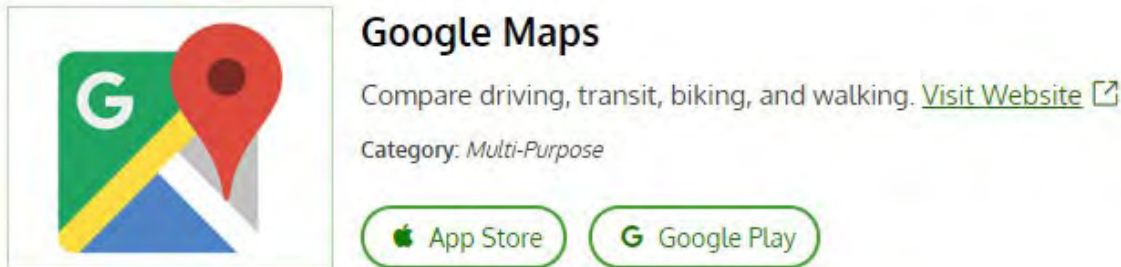 G
Google Maps
Compare driving, transit, biking, and walking. Visit Website
Category: Multi-Purpose
App Store
G Google Play